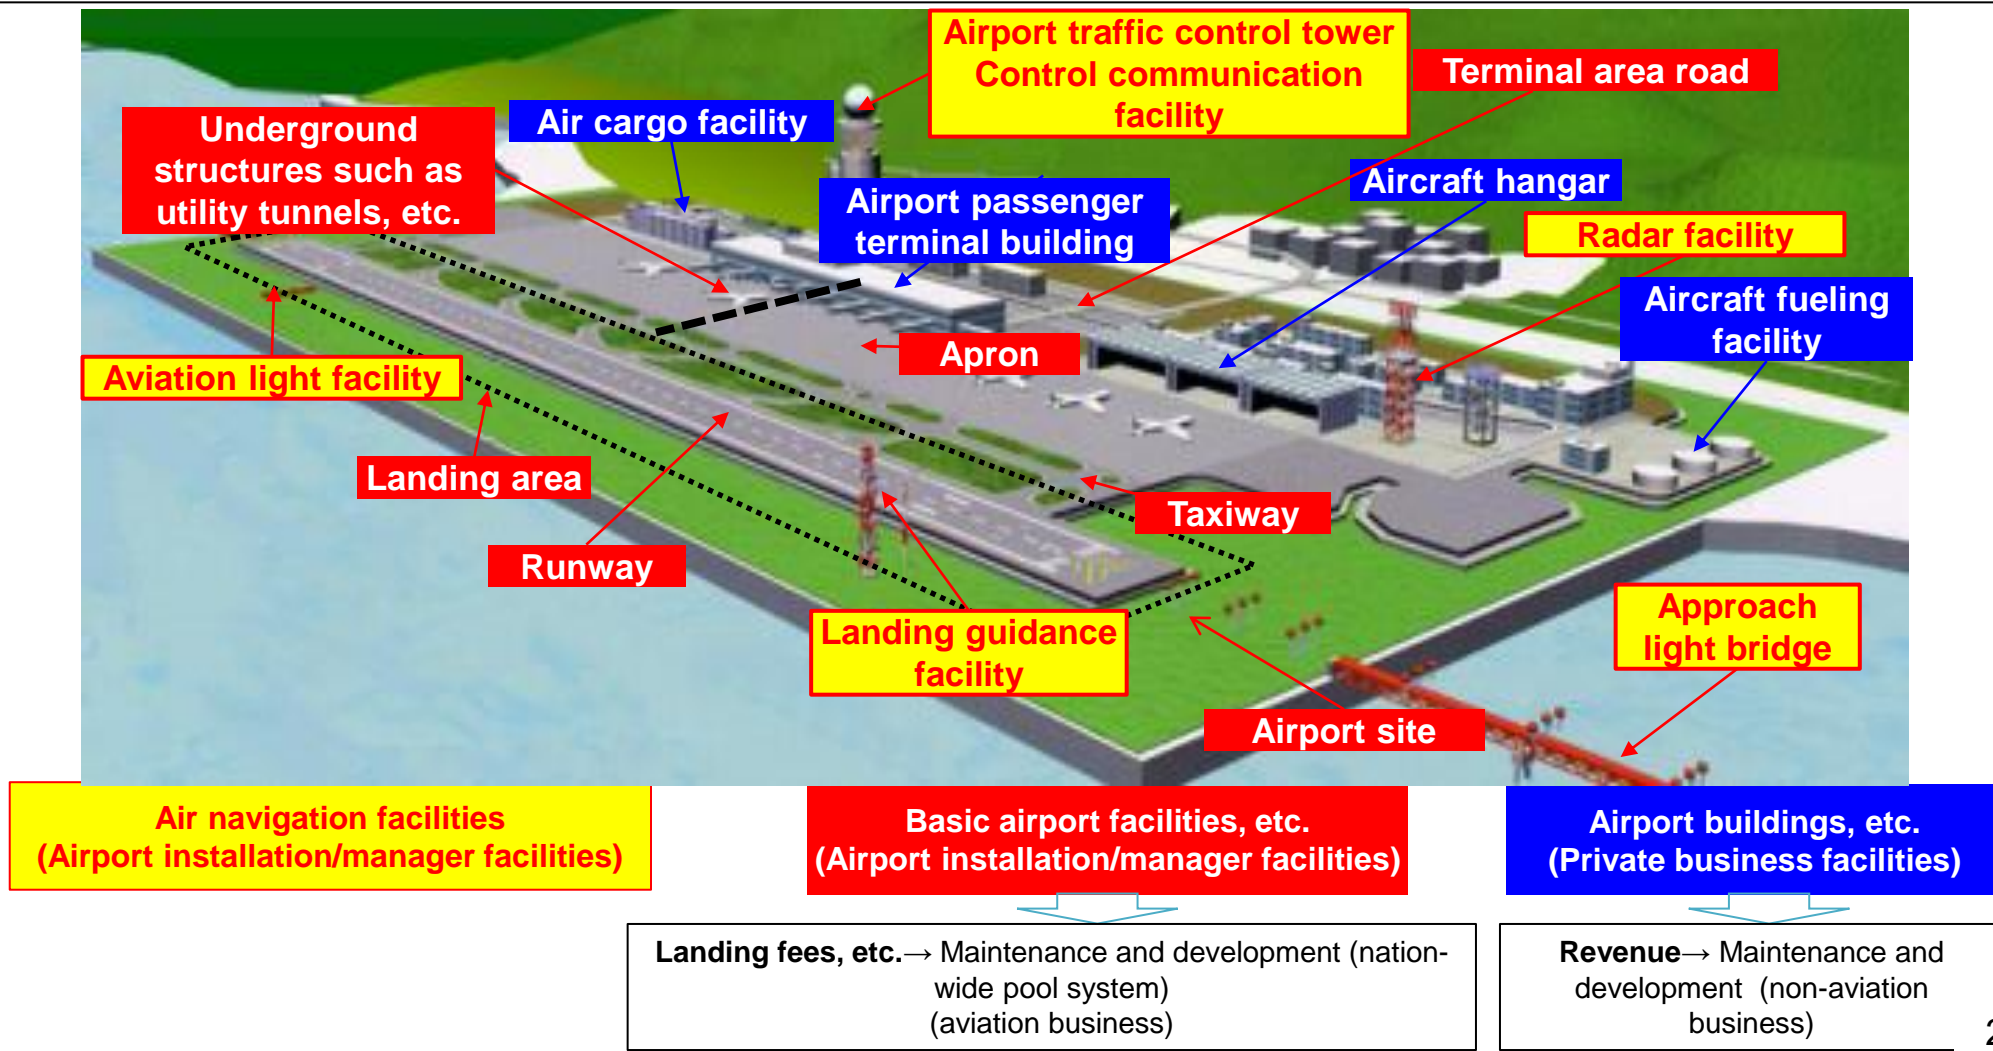 Airport traffic control tower
Control communication
facility
Terminal area road
Air cargo facility
Underground
structures such as
utility tunnels, etc.
Aircraft hangar
Airport passenger
terminal building
Radar facility
Aircraft fueling
facility
Apron
Aviation light facility
Landing area
Taxiway
Runway
Landing guidance
facility
Approach
light bridge
Airport site
Air navigation facilities
(Airport installation/manager facilities)
Basic airport facilities, etc.
(Airport installation/manager facilities)
Airport buildings, etc.
(Private business facilities)
Landing fees, etc.→ Maintenance and development (nation-
wide pool system)
(aviation business)
Revenue→ Maintenance and
development (non-aviation
business)